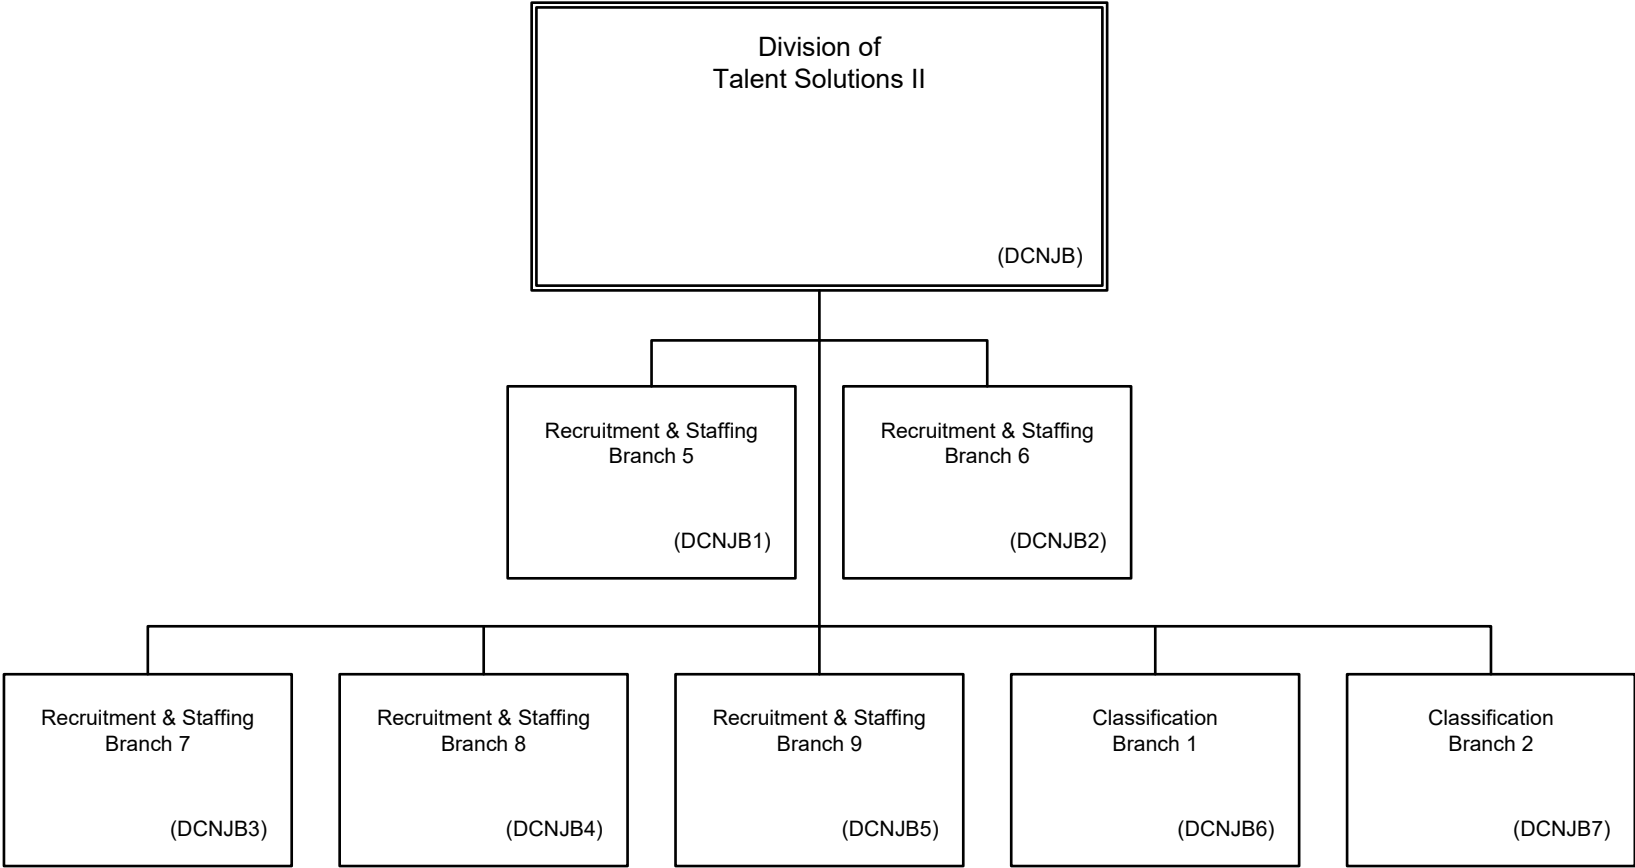 Division of
Talent Solutions II
(DCNJB)
Recruitment & Staffing
Branch 5
(DCNJB1)
Recruitment & Staffing
Branch 6
(DCNJB2)
Recruitment & Staffing
Branch 7
(DCNJB3)
Recruitment & Staffing
Branch 8
(DCNJB4)
Recruitment & Staffing
Branch 9
(DCNJB5)
Classification
Branch 1
(DCNJB6)
Classification
Branch 2
(DCNJB7)